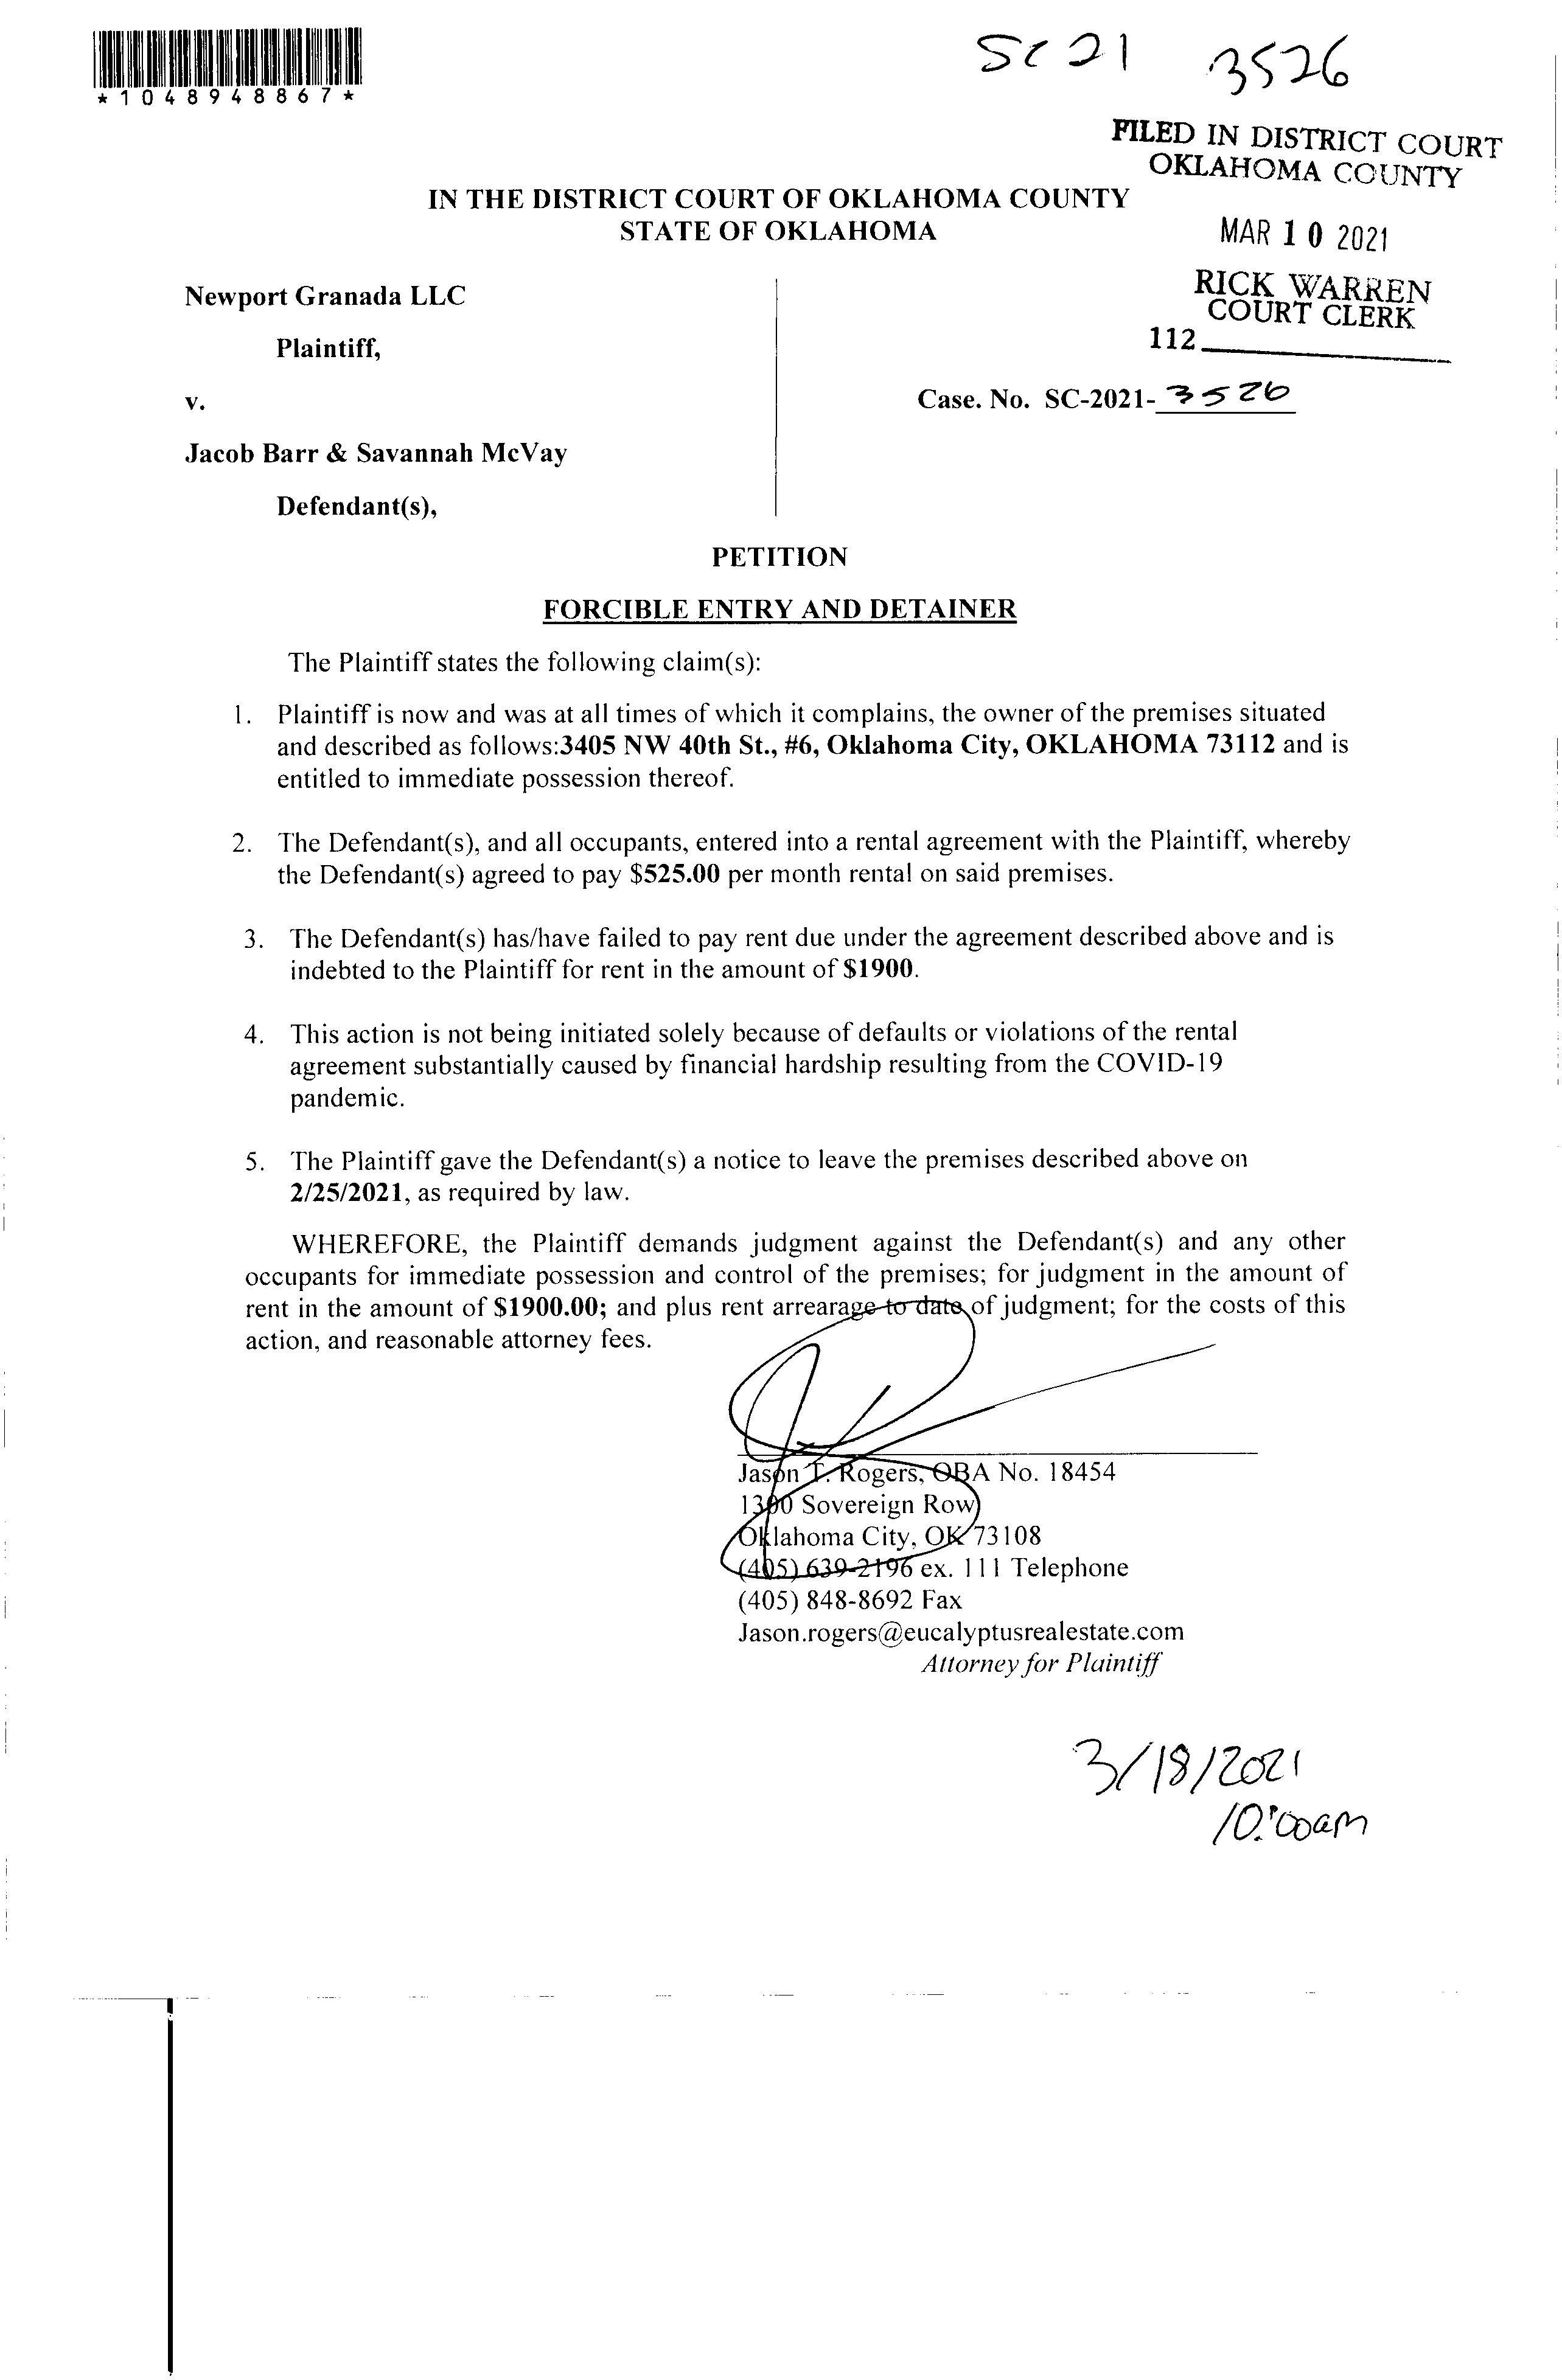 *1048948867*
SC 21 3526
FILED IN DISTRICT COURT
OKLAHOMA COUNTY
MAR 10 2021
RICK WARREN
COURT CLERK
112
IN THE DISTRICT COURT OF OKLAHOMA COUNTY
STATE OF OKLAHOMA
Newport Granada LLC
Plaintiff,
v.
Case. No. SC-2021-3526
Jacob Barr & Savannah McVay
Defendant(s),
PETITION
FORCIBLE ENTRY AND DETAINER
The Plaintiff states the following claim(s):
1. Plaintiff is now and was at all times of which it complains, the owner of the premises situated
and described as follows:3405 NW 40th St., #6, Oklahoma City, OKLAHOMA 73112 and is
entitled to immediate possession thereof.
2. The Defendant(s), and all occupants, entered into a rental agreement with the Plaintiff, whereby
the Defendant(s) agreed to pay $525.00 per month rental on said premises.
3. The Defendant(s) has/have failed to pay rent due under the agreement described above and is
indebted to the Plaintiff for rent in the amount of $1900.
4. This action is not being initiated solely because of defaults or violations of the rental
agreement substantially caused by financial hardship resulting from the COVID-19
pandemic.
5. The Plaintiff gave the Defendant(s) a notice to leave the premises described above on
2/25/2021, as required by law.
WHEREFORE, the Plaintiff demands judgment against the Defendant(s) and any other
occupants for immediate possession and control of the premises; for judgment in the amount of
rent in the amount of $1900.00; and plus rent arrearage to date of judgment; for the costs of this
action, and reasonable attorney fees.
Jason T. Rogers, OBA No. 18454
1300 Sovereign Row
Oklahoma City, OK 73108
(405) 639-2196 ex. 111 Telephone
(405) 848-8692 Fax
Jason.rogers@eucalyptusrealestate.com
Attorney for Plaintiff
3/18/2021
10:00am